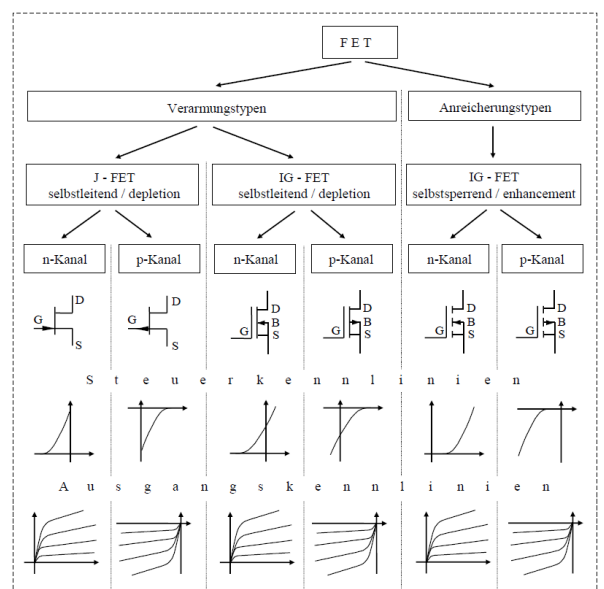 F E T
Verarmungstypen Anreicherungstypen
J - FET IG - FET IG - FET
selbstleitend / depletion selbstleitend / depletion selbstsperrend / enhancement
n-Kanal p-Kanal n-Kanal p-Kanal n-Kanal p-Kanal
D D D D D D
G G B B B B
S S G S G S G S G S
S t e u e r k e n n l i n i e n
A u s g a n g s k e n n l i n i e n